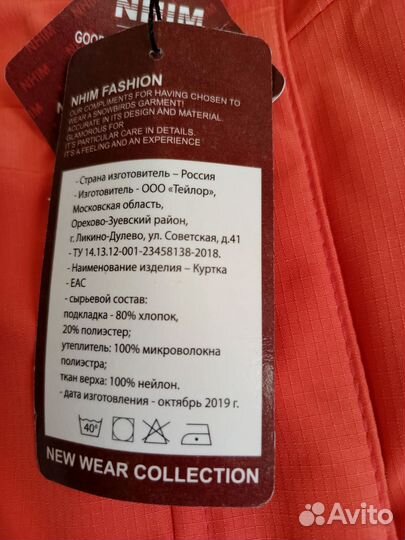 NHIM
GOOD
NHIM FASHION
OUR COMPLIMENTS FOR HAVING CHOSEN TO
WEAR A SNOWBIRDS GARMENT!
ACCURATE IN ITS DESIGN AND MATERIAL
GLAMOROUS FOR
IT'S PARTICULAR CARE IN DETAILS.
IT'S A FEELING AND AN EXPERIENCE
- Страна изготовитель – Россия
- Изготовитель - ООО «Тейлор»,
Московская область,
Орехово-Зуевский район,
г. Ликино-Дулево, ул. Советская, д.41
- ТУ 14.13.12-001-23458138-2018.
- Наименование изделия – Куртка
- ЕАС
- сырьевой состав:
подкладка - 80% хлопок,
20% полиэстер;
утеплитель: 100% микроволокна
полиэстра;
ткан верха: 100% нейлон.
- дата изготовления - октябрь 2019 г.
40°
NEW WEAR COLLECTION
Avito